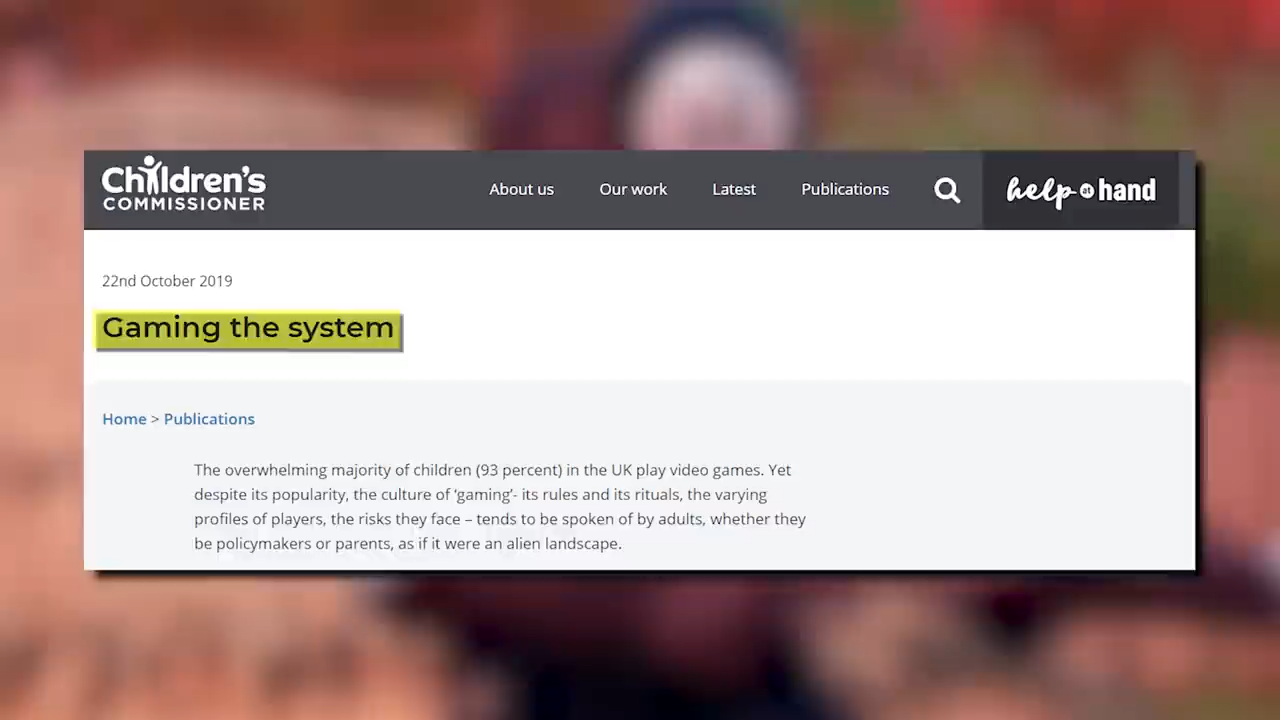 Children's
COMMISSIONER
About us
Our work
Latest
Publications
help at hand
22nd October 2019
Gaming the system
Home > Publications
The overwhelming majority of children (93 percent) in the UK play video games. Yet
despite its popularity, the culture of ‘gaming’- its rules and its rituals, the varying
profiles of players, the risks they face – tends to be spoken of by adults, whether they
be policymakers or parents, as if it were an alien landscape.